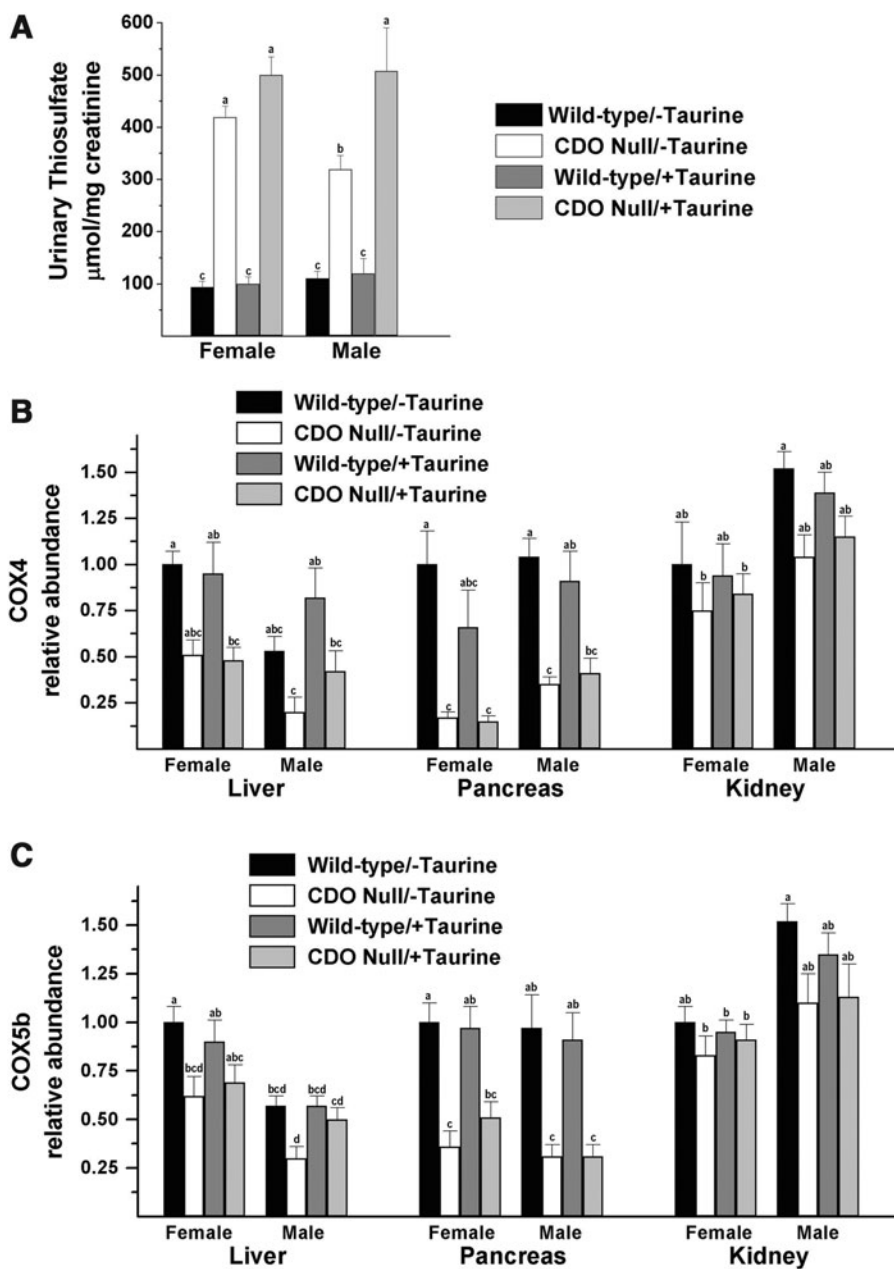 A
600
500
400
300
200
100
Urinary Thiosulfate
μmol/mg creatinine
a
a
a
b
c
c
c
c
Female
Male
Wild-type/-Taurine
CDO Null/-Taurine
Wild-type/+Taurine
CDO Null/+Taurine
B
Wild-type/-Taurine
CDO Null/-Taurine
Wild-type/+Taurine
CDO Null/+Taurine
COX4
relative abundance
1.50
1.25
1.00
0.75
0.50
0.25
a
abc
ab
bc
abc
c
ab
bc
a
c
abc
c
a
c
ab
bc
ab
b
ab
b
a
ab
ab
ab
Female
Male
Female
Male
Female
Male
Liver
Pancreas
Kidney
C
Wild-type/-Taurine
CDO Null/-Taurine
Wild-type/+Taurine
CDO Null/+Taurine
COX5b
relative abundance
1.50
1.25
1.00
0.75
0.50
0.25
a
bcd
ab
abc
bcd
d
bcd
cd
a
c
ab
bc
ab
c
ab
c
ab
b
b
b
a
ab
ab
ab
Female
Male
Female
Male
Female
Male
Liver
Pancreas
Kidney